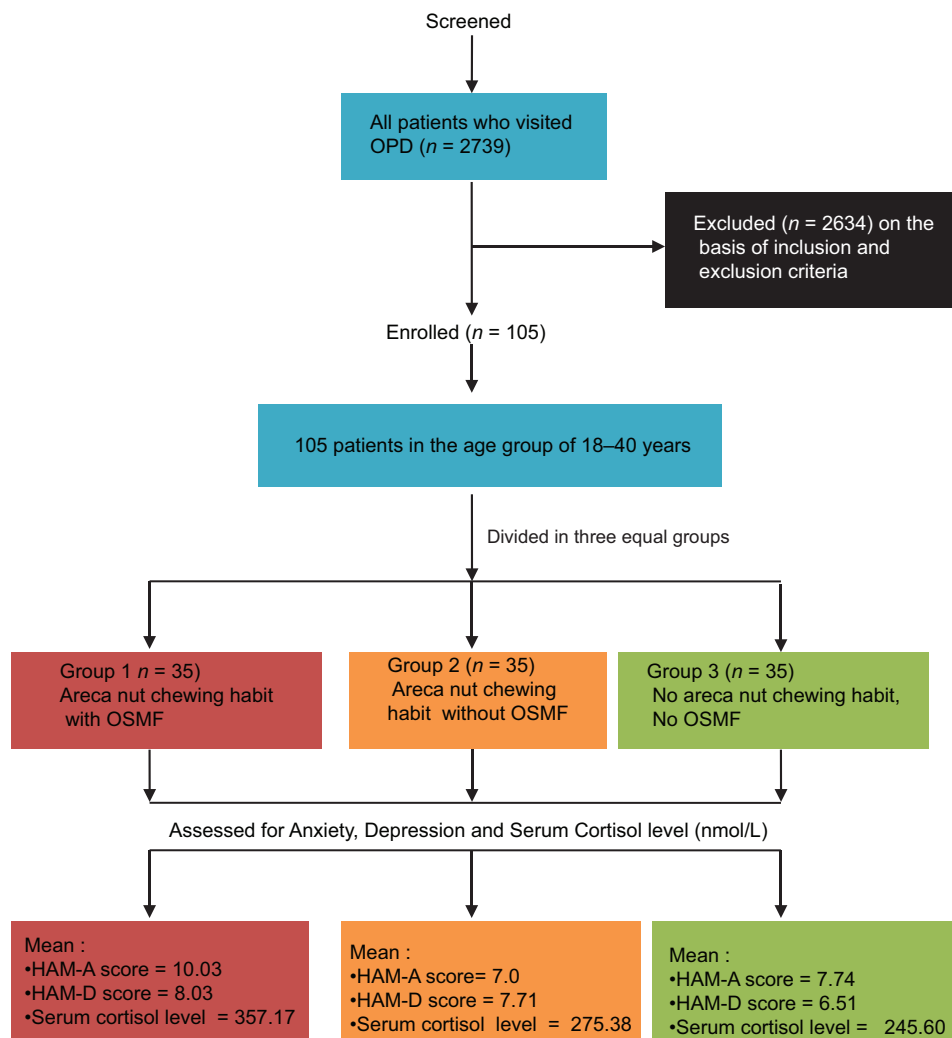 Screened
All patients who visited
OPD (n = 2739)
Excluded (n = 2634) on the
basis of inclusion and
exclusion criteria
Enrolled (n = 105)
105 patients in the age group of 18–40 years
Divided in three equal groups
Group 1 n = 35)
Areca nut chewing habit
with OSMF
Group 2 (n = 35)
Areca nut chewing
habit without OSMF
Group 3 (n = 35)
No areca nut chewing habit,
No OSMF
Assessed for Anxiety, Depression and Serum Cortisol level (nmol/L)
Mean :
•HAM-A score = 10.03
•HAM-D score = 8.03
•Serum cortisol level = 357.17
Mean :
•HAM-A score= 7.0
•HAM-D score = 7.71
•Serum cortisol level = 275.38
Mean :
•HAM-A score = 7.74
•HAM-D score = 6.51
•Serum cortisol level = 245.60